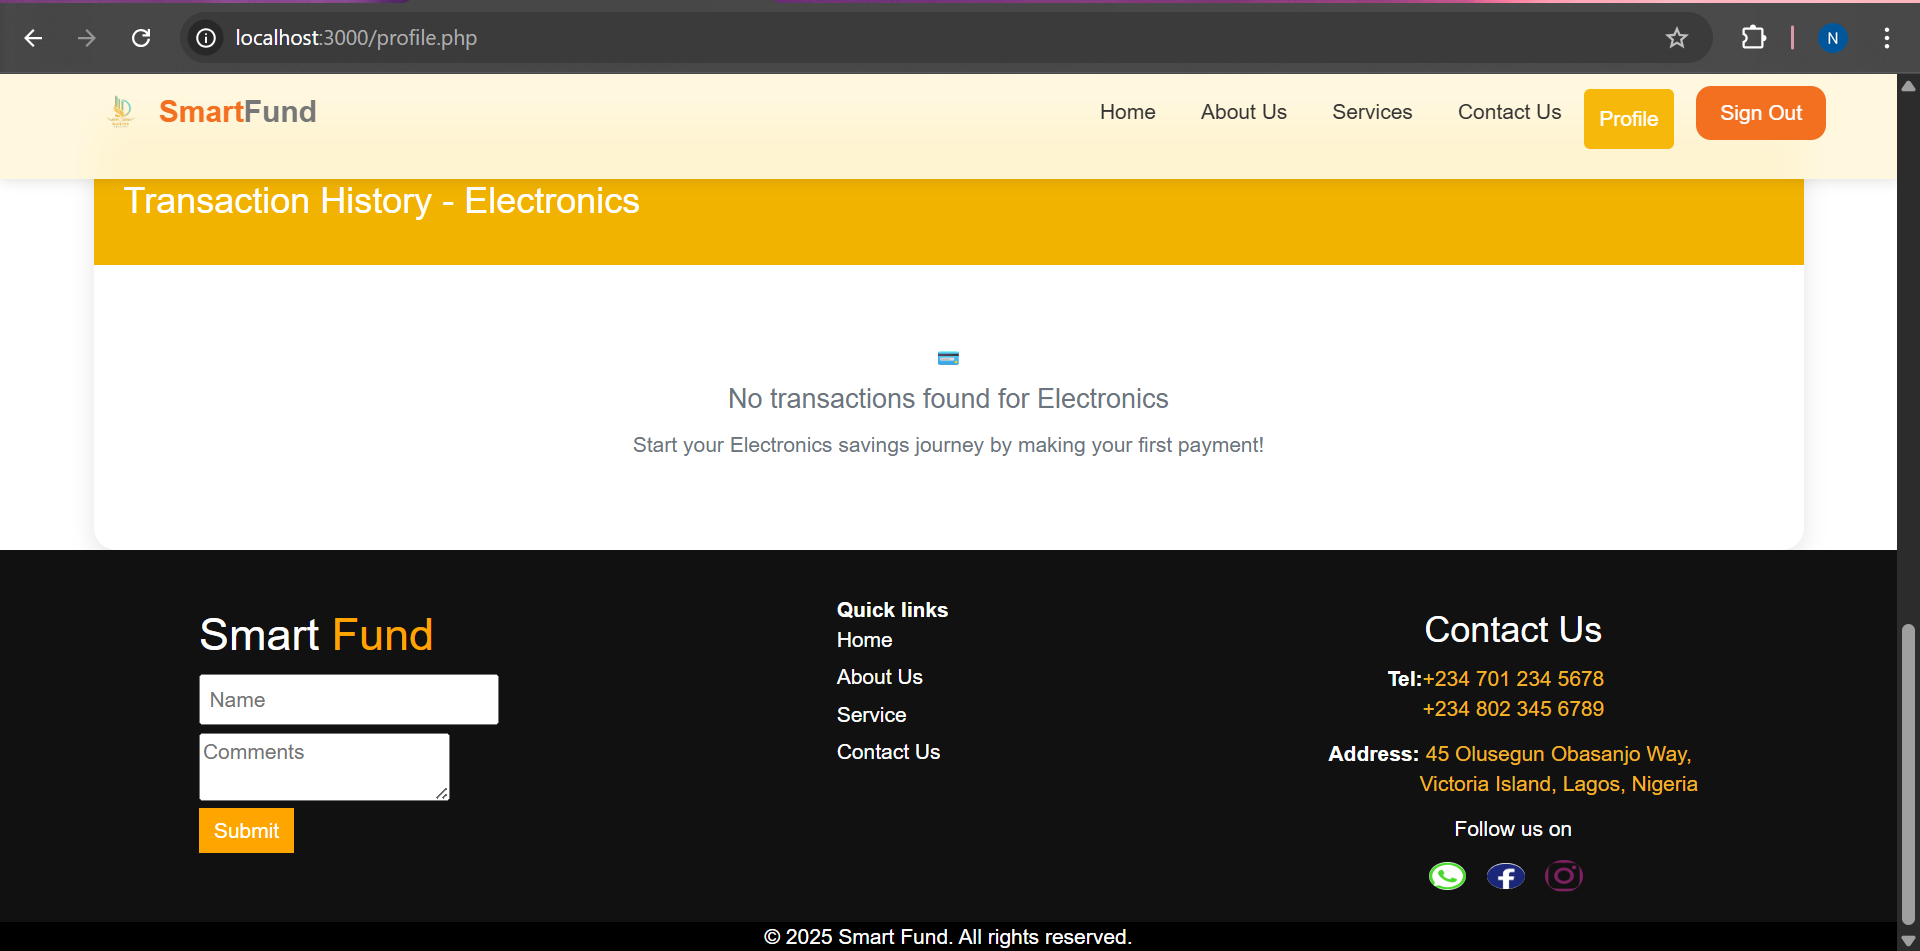 localhost:3000/profile.php
N
SmartFund
Home
About Us
Services
Contact Us
Profile
Sign Out
Transaction History - Electronics
No transactions found for Electronics
Start your Electronics savings journey by making your first payment!
Smart Fund
Name
Comments
Submit
Quick links
Home
About Us
Service
Contact Us
Contact Us
Tel:+234 701 234 5678
+234 802 345 6789
Address: 45 Olusegun Obasanjo Way,
Victoria Island, Lagos, Nigeria
Follow us on
© 2025 Smart Fund. All rights reserved.